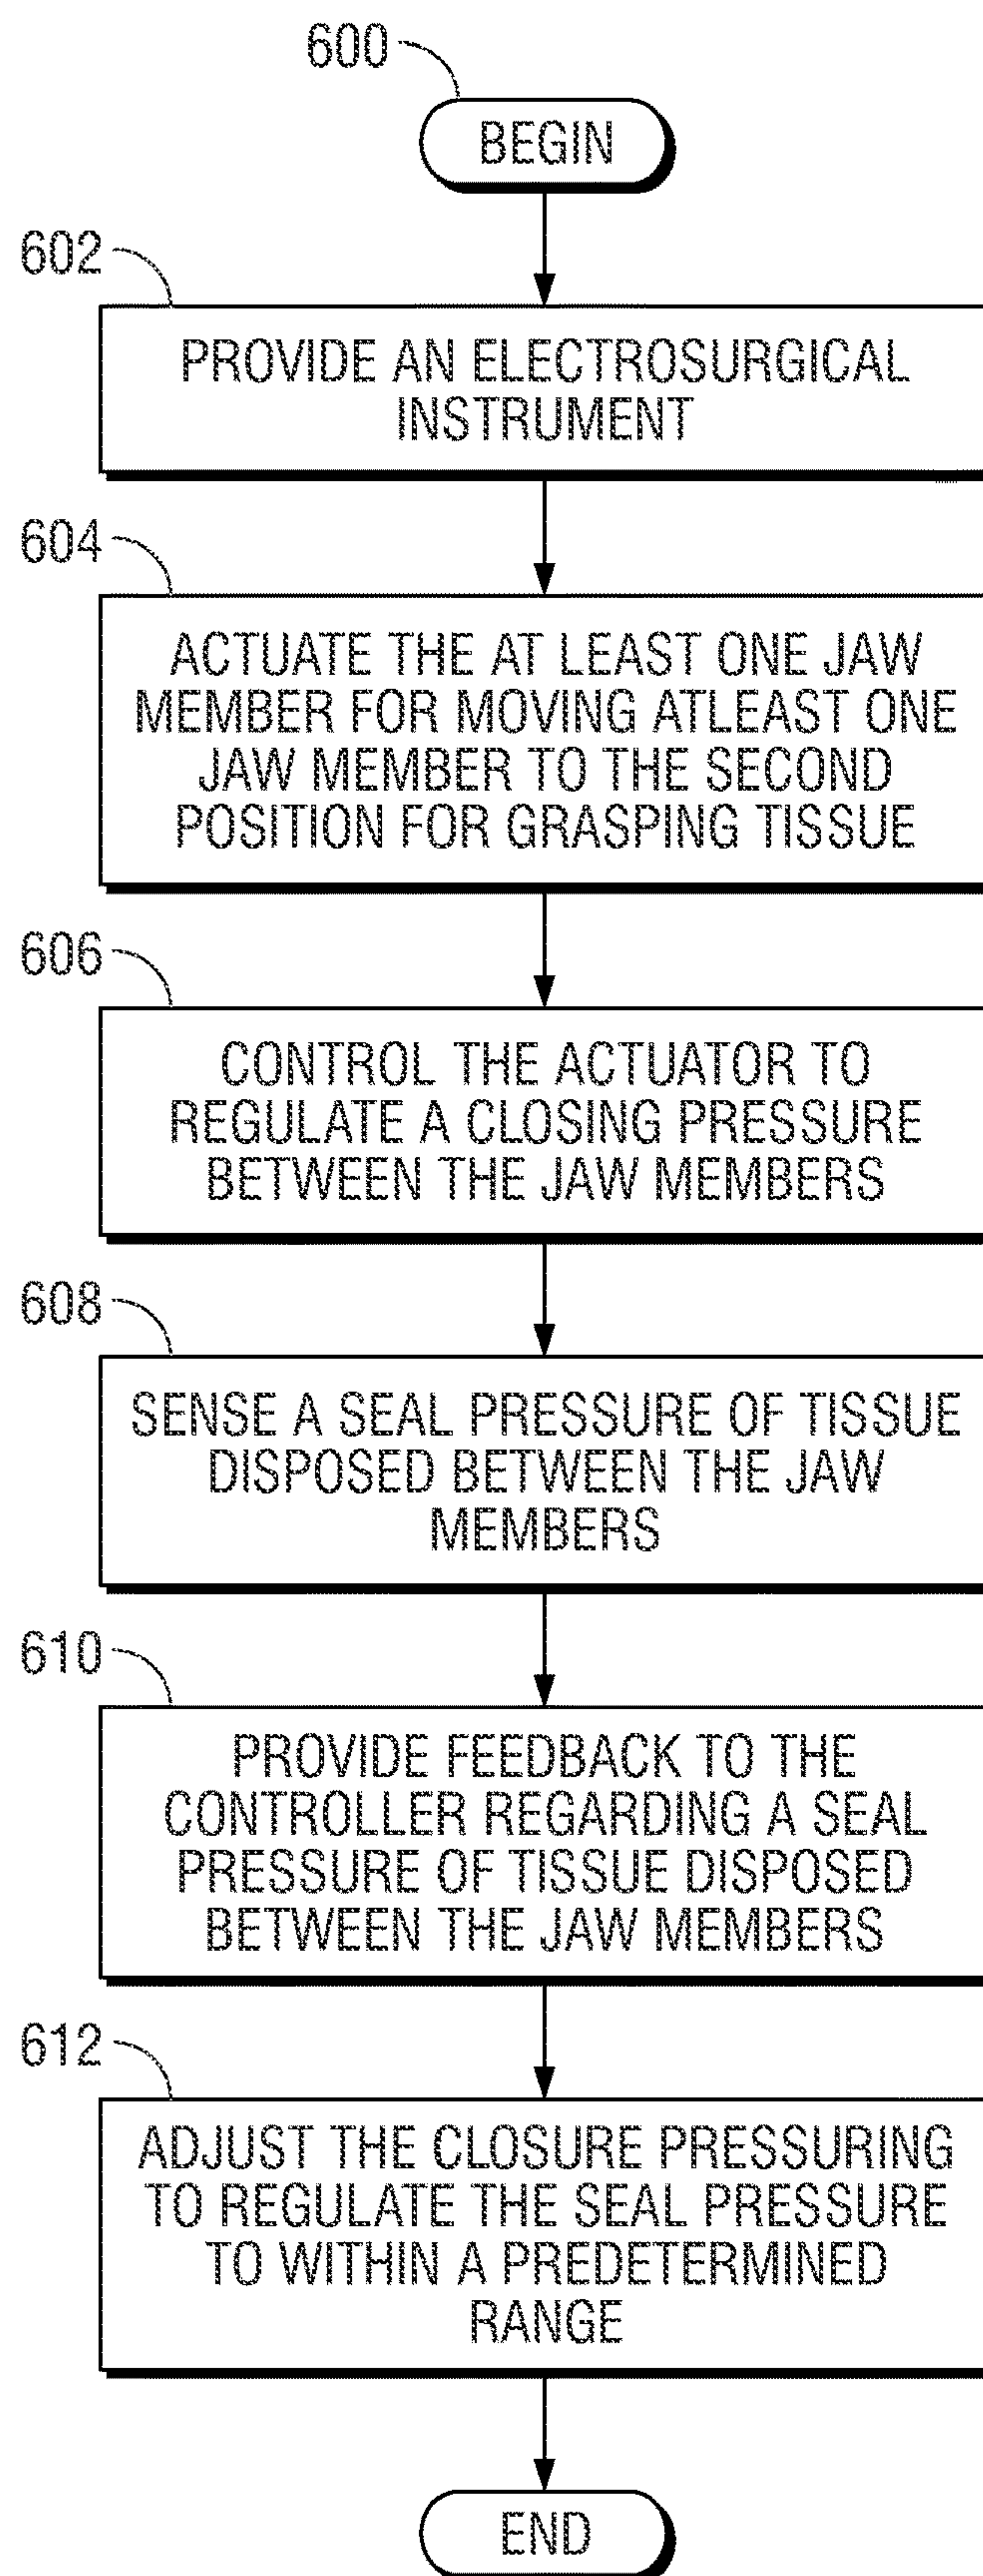 600
BEGIN
602
PROVIDE AN ELECTROSURGICAL
INSTRUMENT
604
ACTUATE THE AT LEAST ONE JAW
MEMBER FOR MOVING ATLEAST ONE
JAW MEMBER TO THE SECOND
POSITION FOR GRASPING TISSUE
606
CONTROL THE ACTUATOR TO
REGULATE A CLOSING PRESSURE
BETWEEN THE JAW MEMBERS
608
SENSE A SEAL PRESSURE OF TISSUE
DISPOSED BETWEEN THE JAW
MEMBERS
610
PROVIDE FEEDBACK TO THE
CONTROLLER REGARDING A SEAL
PRESSURE OF TISSUE DISPOSED
BETWEEN THE JAW MEMBERS
612
ADJUST THE CLOSURE PRESSURING
TO REGULATE THE SEAL PRESSURE
TO WITHIN A PREDETERMINED
RANGE
END